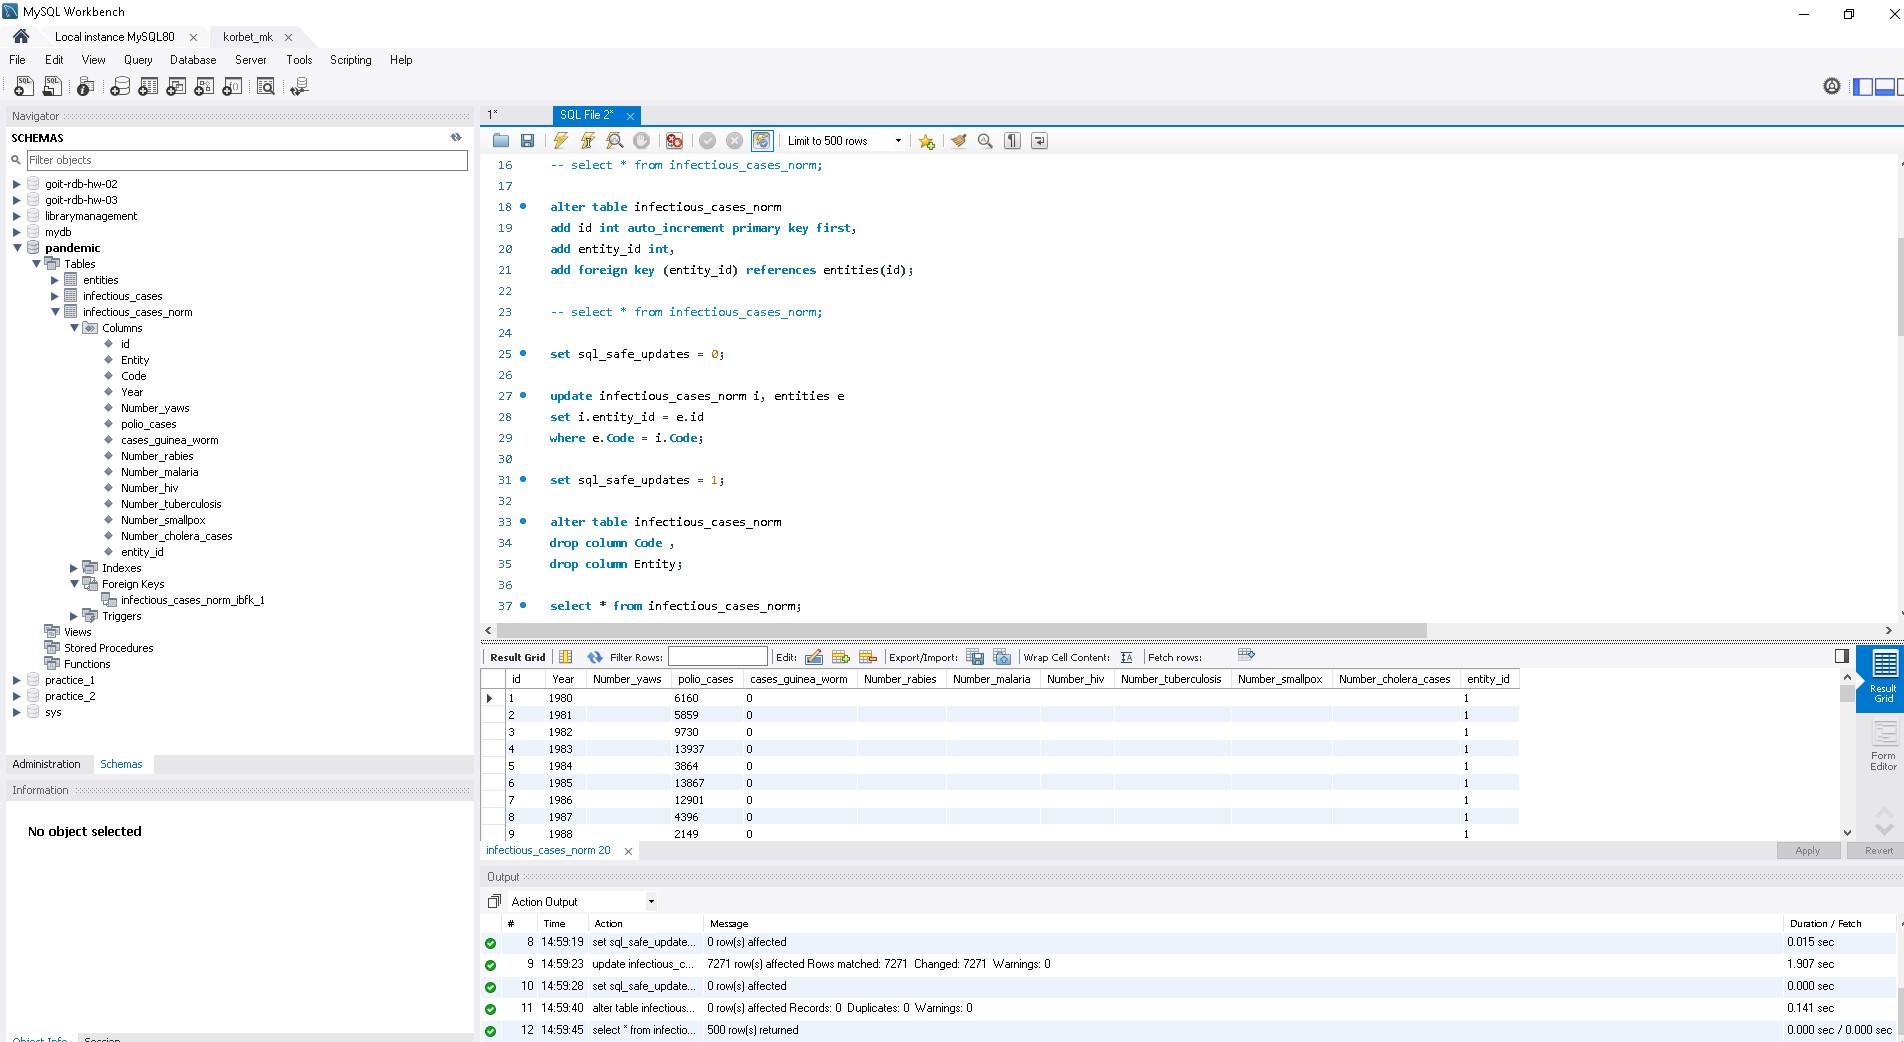 MySQL Workbench
Local instance MySQL80
korbet_mk
File Edit View Query Database Server Tools Scripting Help
Navigator
SCHEMAS
Filter objects
goit-rdb-hw-02
goit-rdb-hw-03
librarymanagement
mydb
pandemic
Tables
entities
infectious_cases
infectious_cases_norm
Columns
id
Entity
Code
Year
Number_yaws
polio_cases
cases_guinea_worm
Number_rabies
Number_malaria
Number_hiv
Number_tuberculosis
Number_smallpox
Number_cholera_cases
entity_id
Indexes
Foreign Keys
infectious_cases_norm_ibfk_1
Triggers
Views
Stored Procedures
Functions
practice_1
practice_2
sys
Administration Schemas
Information
No object selected
Object Info Session
1* SQL File 2*
Limit to 500 rows
16 -- select * from infectious_cases_norm;
17
18 alter table infectious_cases_norm
19 add id int auto_increment primary key first,
20 add entity_id int,
21 add foreign key (entity_id) references entities(id);
22
23 -- select * from infectious_cases_norm;
24
25 set sql_safe_updates = 0;
26
27 update infectious_cases_norm i, entities e
28 set i.entity_id = e.id
29 where e.Code = i.Code;
30
31 set sql_safe_updates = 1;
32
33 alter table infectious_cases_norm
34 drop column Code ,
35 drop column Entity;
36
37 select * from infectious_cases_norm;
Result Grid Filter Rows: Edit: Export/Import: Wrap Cell Content: Fetch rows:
id Year Number_yaws polio_cases cases_guinea_worm Number_rabies Number_malaria Number_hiv Number_tuberculosis Number_smallpox Number_cholera_cases entity_id
1 1980 6160 0 1
2 1981 5859 0 1
3 1982 9730 0 1
4 1983 13937 0 1
5 1984 3864 0 1
6 1985 13867 0 1
7 1986 12901 0 1
8 1987 4396 0 1
9 1988 2149 0 1
Result Grid
Form Editor
infectious_cases_norm 20
Apply Revert
Output
Action Output
# Time Action Message Duration / Fetch
8 14:59:19 set sql_safe_update... 0 row(s) affected 0.015 sec
9 14:59:23 update infectious_c... 7271 row(s) affected Rows matched: 7271 Changed: 7271 Warnings: 0 1.907 sec
10 14:59:28 set sql_safe_update... 0 row(s) affected 0.000 sec
11 14:59:40 alter table infectious... 0 row(s) affected Records: 0 Duplicates: 0 Warnings: 0 0.141 sec
12 14:59:45 select * from infectio... 500 row(s) returned 0.000 sec / 0.000 sec